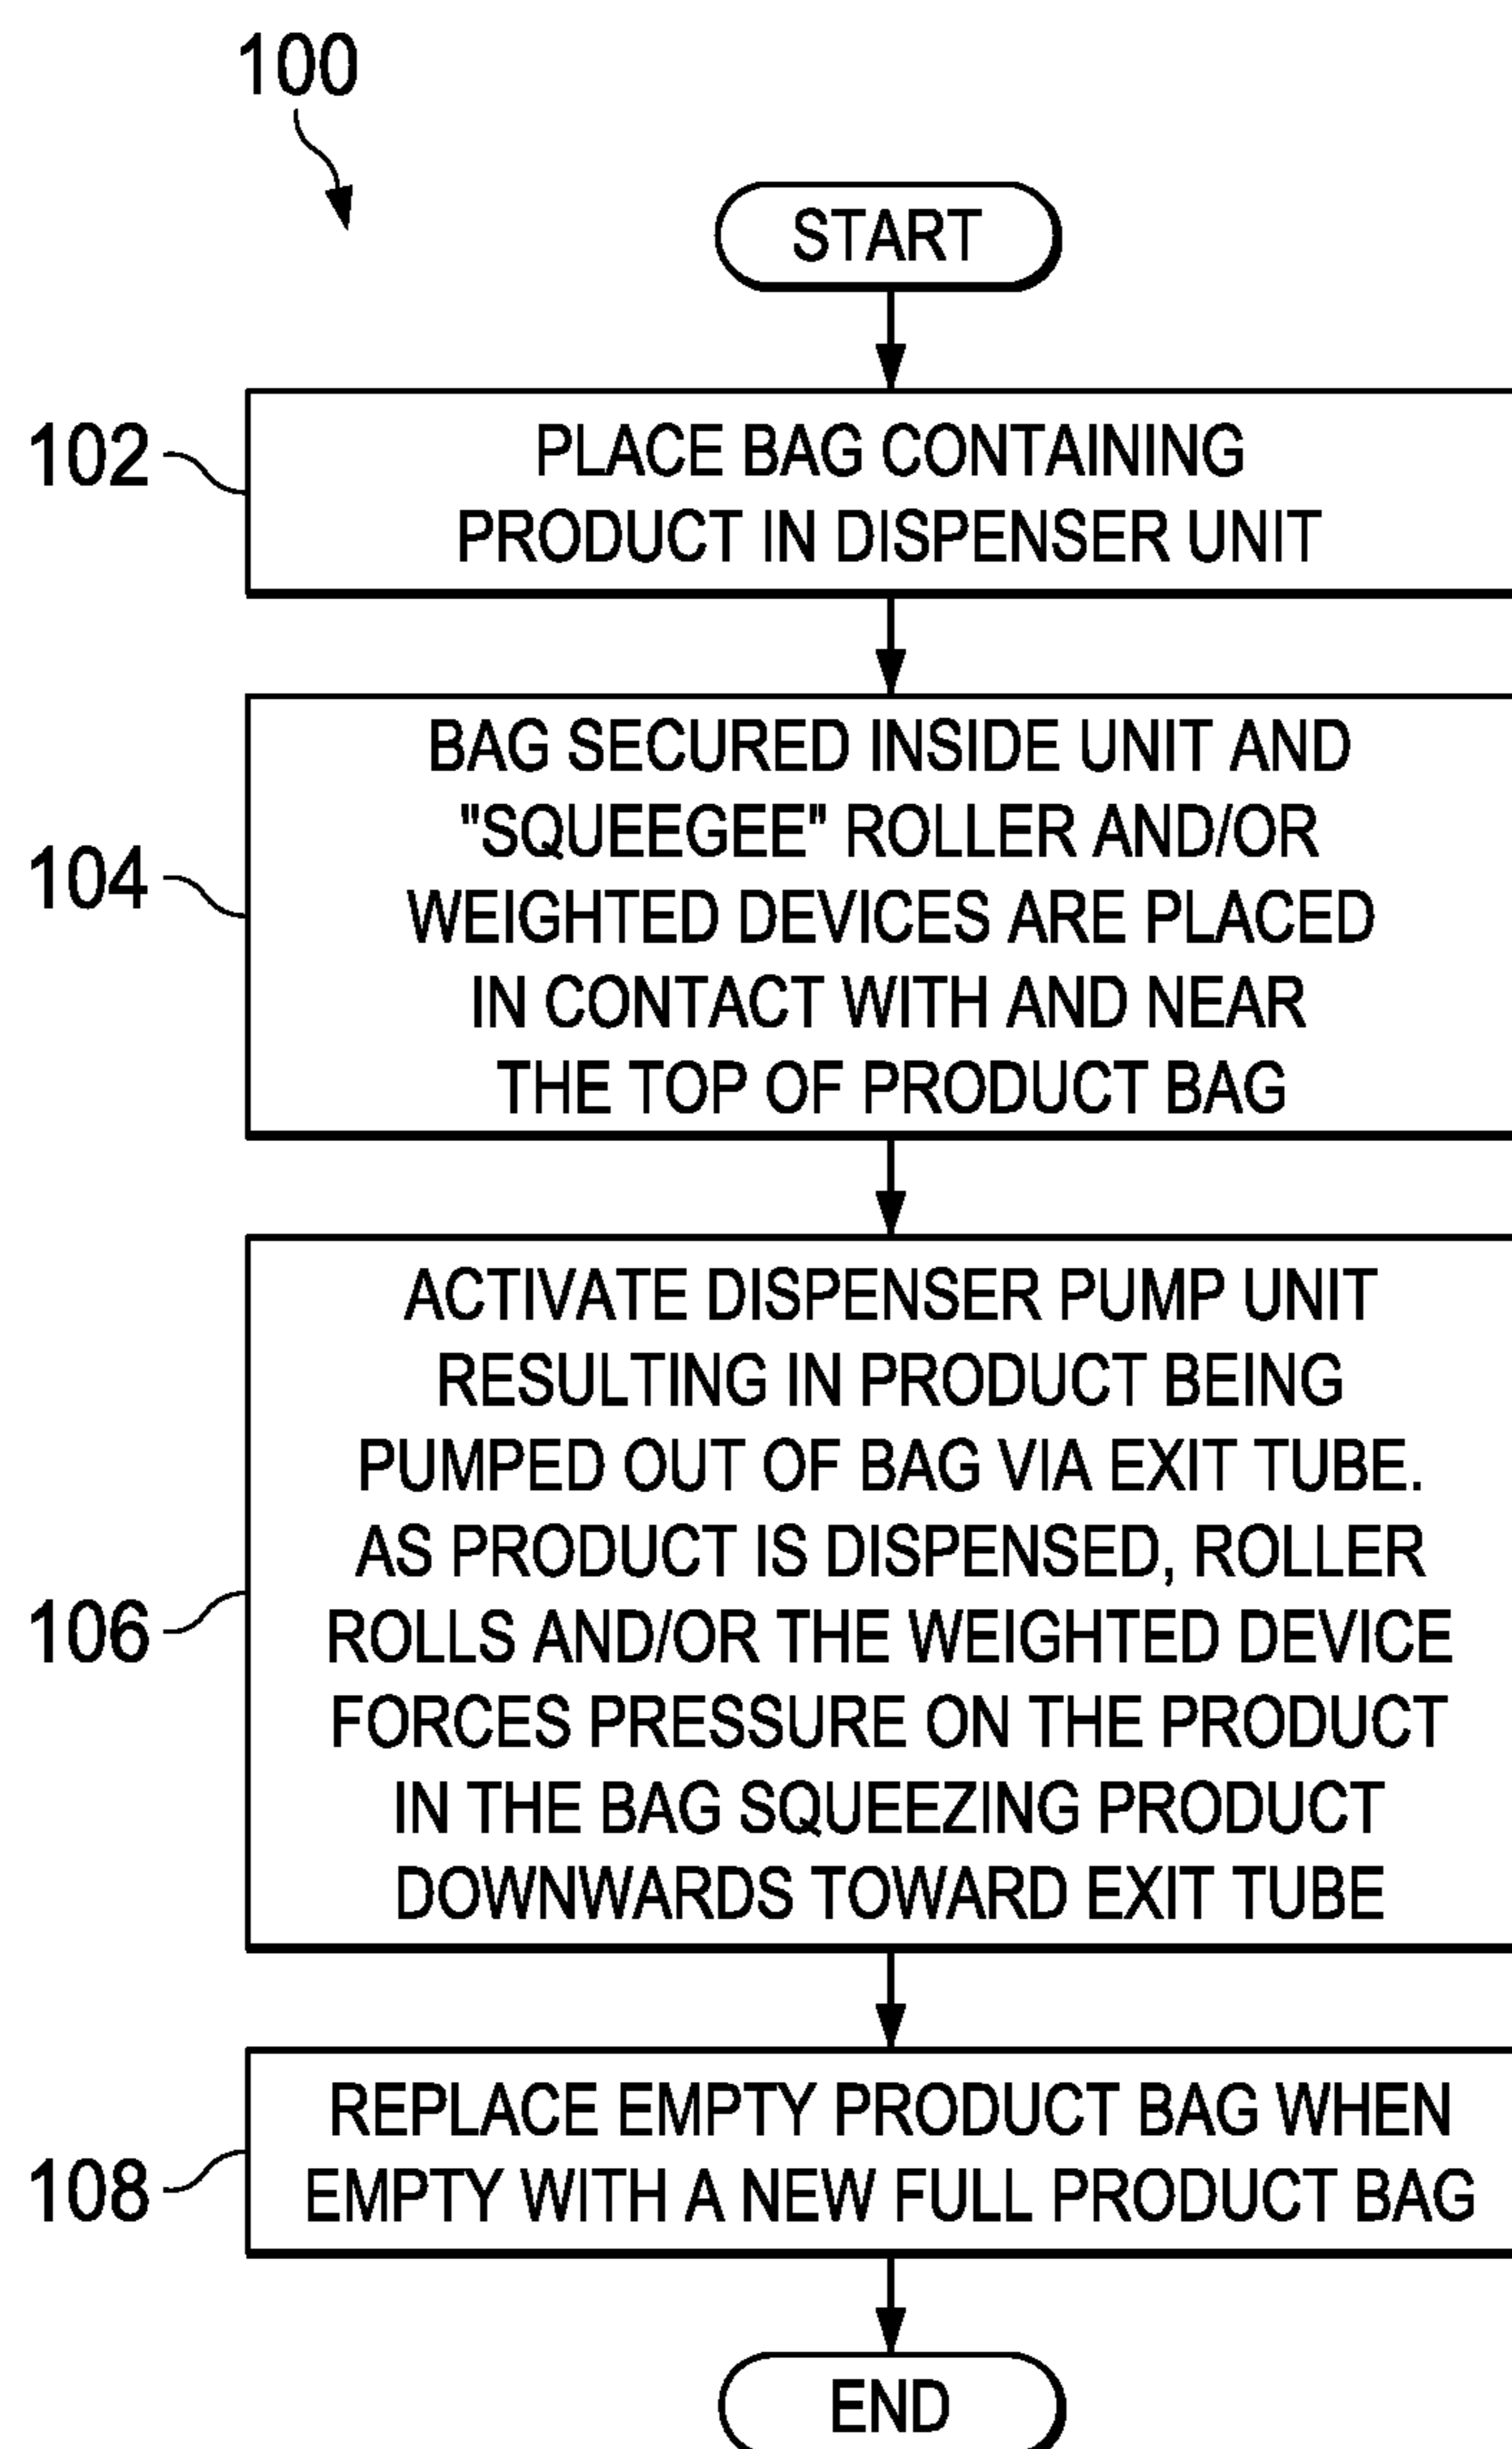 100
START
102
PLACE BAG CONTAINING
PRODUCT IN DISPENSER UNIT
104
BAG SECURED INSIDE UNIT AND
"SQUEEGEE" ROLLER AND/OR
WEIGHTED DEVICES ARE PLACED
IN CONTACT WITH AND NEAR
THE TOP OF PRODUCT BAG
106
ACTIVATE DISPENSER PUMP UNIT
RESULTING IN PRODUCT BEING
PUMPED OUT OF BAG VIA EXIT TUBE.
AS PRODUCT IS DISPENSED, ROLLER
ROLLS AND/OR THE WEIGHTED DEVICE
FORCES PRESSURE ON THE PRODUCT
IN THE BAG SQUEEZING PRODUCT
DOWNWARDS TOWARD EXIT TUBE
108
REPLACE EMPTY PRODUCT BAG WHEN
EMPTY WITH A NEW FULL PRODUCT BAG
END